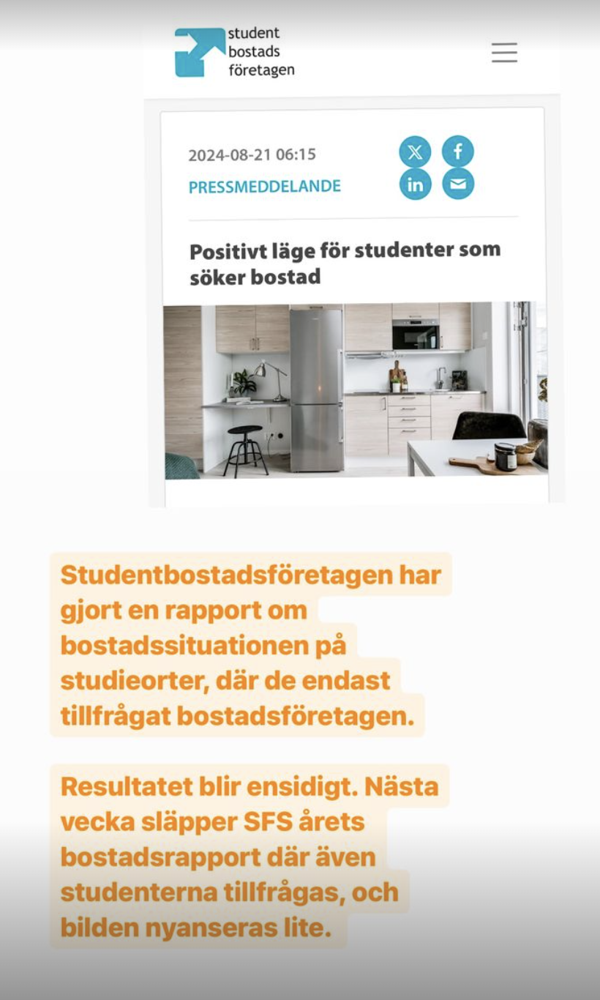 student
bostads
företagen
2024-08-21 06:15
PRESSMEDDELANDE
Positivt läge för studenter som
söker bostad
Studentbostadsföretagen har
gjort en rapport om
bostadssituationen på
studieorter, där de endast
tillfrågat bostadsföretagen.
Resultatet blir ensidigt. Nästa
vecka släpper SFS årets
bostadsrapport där även
studenterna tillfrågas, och
bilden nyanseras lite.